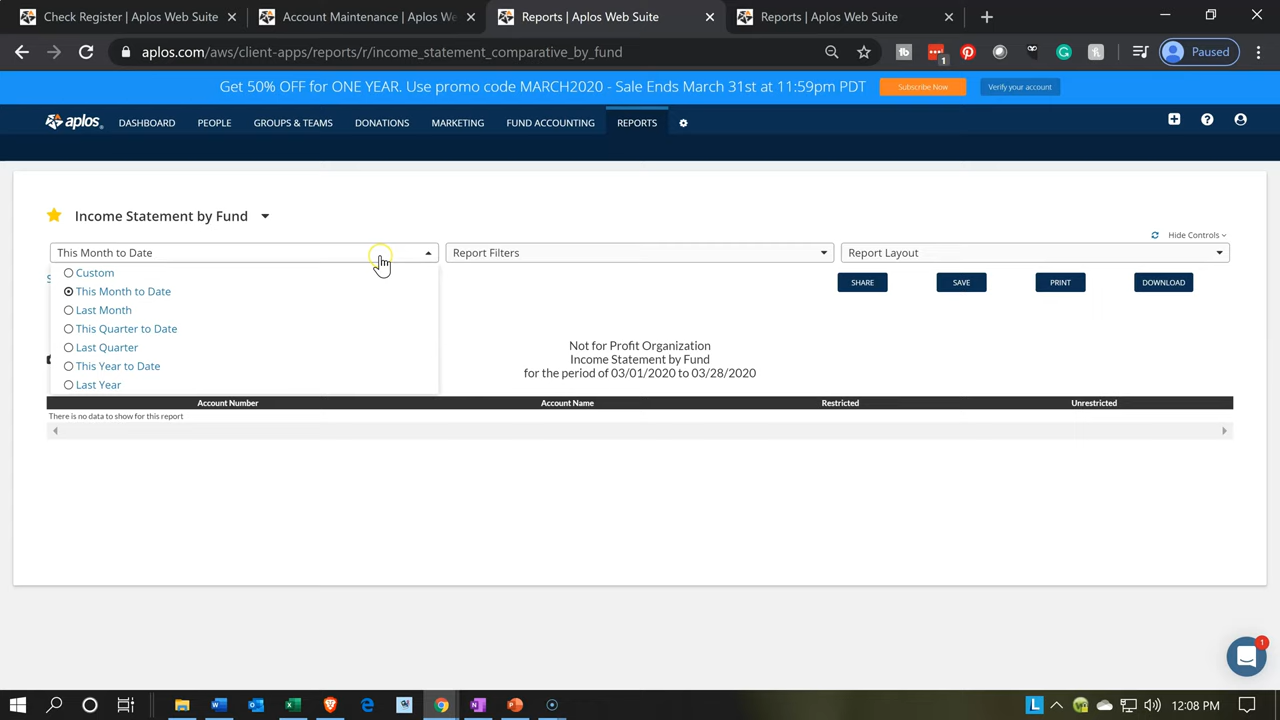 Check Register | Aplos Web Suite
Account Maintenance | Aplos We
Reports | Aplos Web Suite
Reports | Aplos Web Suite
aplos.com/aws/client-apps/reports/r/income_statement_comparative_by_fund
Paused
Get 50% OFF for ONE YEAR. Use promo code MARCH2020 - Sale Ends March 31st at 11:59pm PDT
Subscribe Now
Verify your account
aplos
DASHBOARD
PEOPLE
GROUPS & TEAMS
DONATIONS
MARKETING
FUND ACCOUNTING
REPORTS
Income Statement by Fund
Hide Controls
This Month to Date
Report Filters
Report Layout
Custom
This Month to Date
Last Month
This Quarter to Date
Last Quarter
This Year to Date
Last Year
SHARE
SAVE
PRINT
DOWNLOAD
Not for Profit Organization
Income Statement by Fund
for the period of 03/01/2020 to 03/28/2020
Account Number
Account Name
Restricted
Unrestricted
There is no data to show for this report
1
12:08 PM